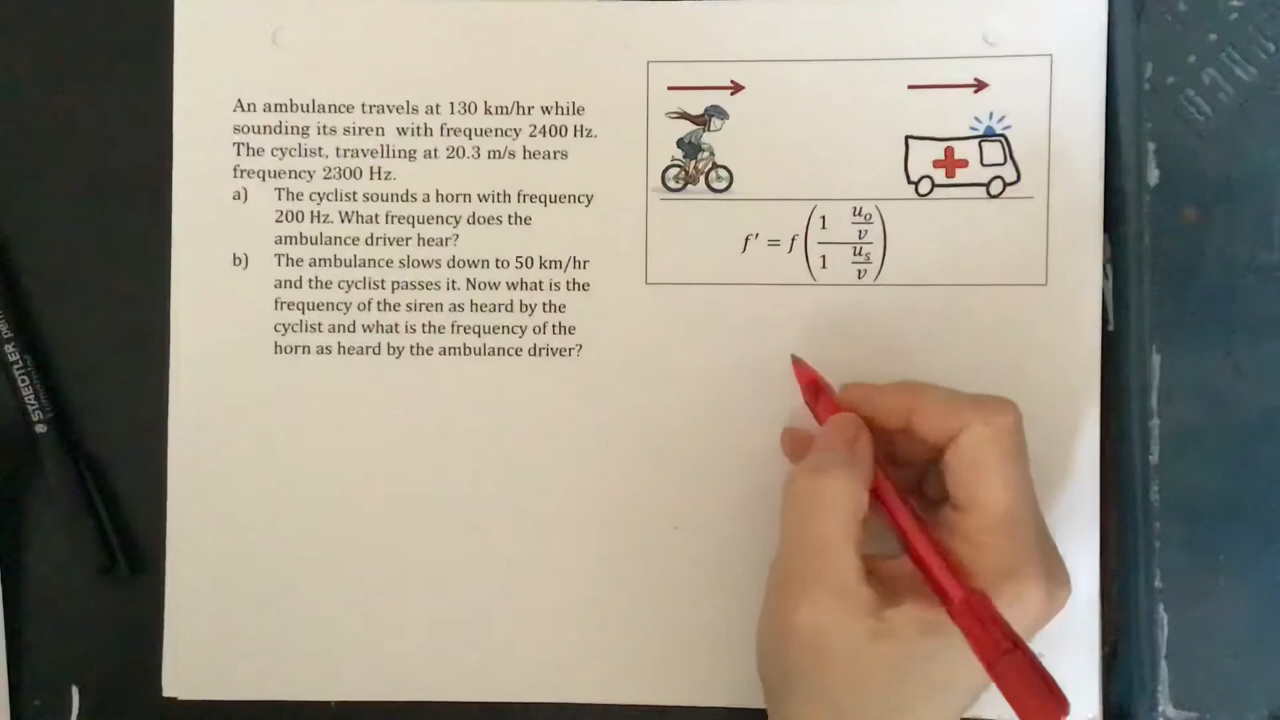 An ambulance travels at 130 km/hr while
sounding its siren with frequency 2400 Hz.
The cyclist, travelling at 20.3 m/s hears
frequency 2300 Hz.
a) The cyclist sounds a horn with frequency
200 Hz. What frequency does the
ambulance driver hear?
b) The ambulance slows down to 50 km/hr
and the cyclist passes it. Now what is the
frequency of the siren as heard by the
cyclist and what is the frequency of the
horn as heard by the ambulance driver?
f' = f ( (1 u_o/v) / (1 u_s/v) )
STAEDTLER